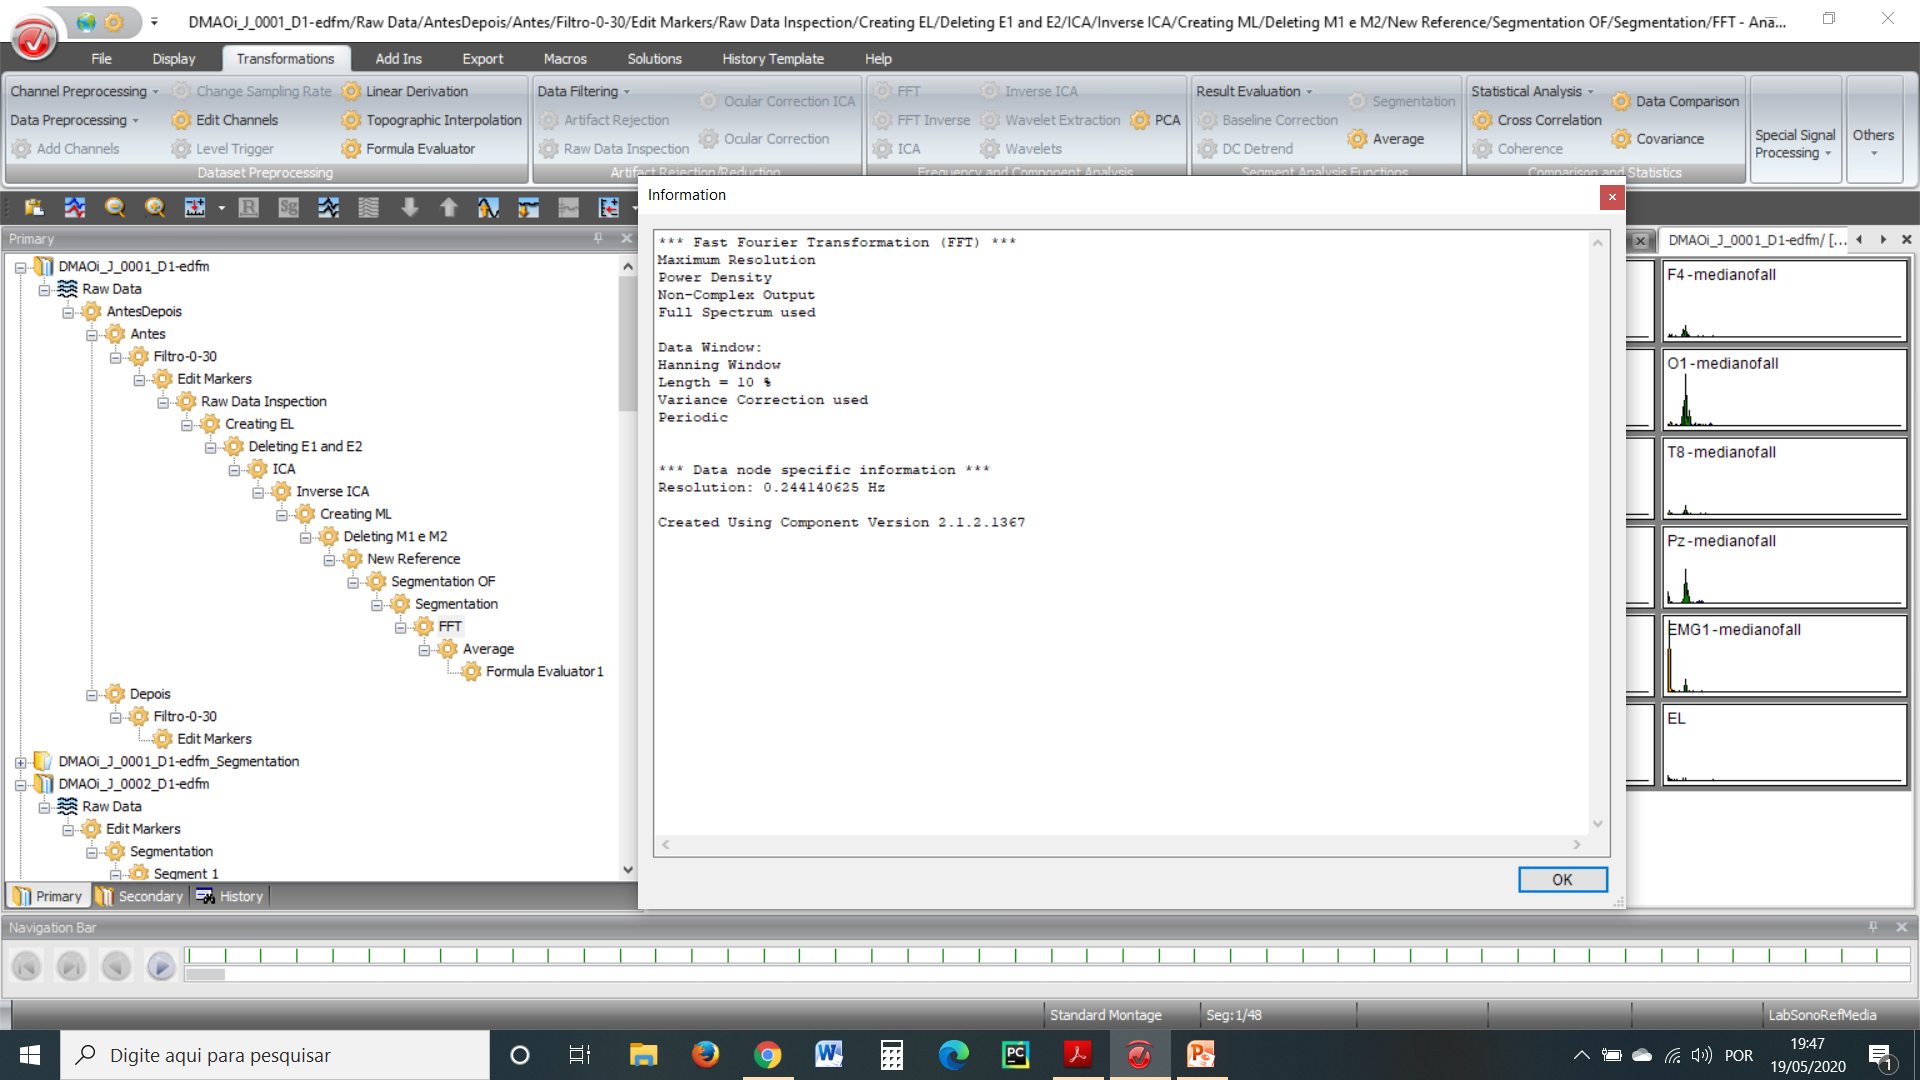 DMAOi_J_0001_D1-edfm/Raw Data/AntesDepois/Antes/Filtro-0-30/Edit Markers/Raw Data Inspection/Creating EL/Deleting E1 and E2/ICA/Inverse ICA/Creating ML/Deleting M1 e M2/New Reference/Segmentation OF/Segmentation/FFT - Ana...
File Display Transformations Add Ins Export Macros Solutions History Template Help
Channel Preprocessing Change Sampling Rate Linear Derivation
Data Preprocessing Edit Channels Topographic Interpolation
Add Channels Level Trigger Formula Evaluator
Dataset Preprocessing
Data Filtering Ocular Correction ICA
Artifact Rejection
Raw Data Inspection Ocular Correction
Artifact Rejection/Reduction
FFT Inverse ICA
FFT Inverse Wavelet Extraction PCA
ICA Wavelets
Frequency and Component Analysis
Result Evaluation Segmentation
Baseline Correction
DC Detrend Average
Segment Analysis Functions
Statistical Analysis Data Comparison
Cross Correlation
Coherence Covariance
Comparison and Statistics
Special Signal
Processing
Others
Primary
DMAOi_J_0001_D1-edfm
Raw Data
AntesDepois
Antes
Filtro-0-30
Edit Markers
Raw Data Inspection
Creating EL
Deleting E1 and E2
ICA
Inverse ICA
Creating ML
Deleting M1 e M2
New Reference
Segmentation OF
Segmentation
FFT
Average
Formula Evaluator1
Depois
Filtro-0-30
Edit Markers
DMAOi_J_0001_D1-edfm_Segmentation
DMAOi_J_0002_D1-edfm
Raw Data
Edit Markers
Segmentation
Segment 1
Primary Secondary History
Information
*** Fast Fourier Transformation (FFT) ***
Maximum Resolution
Power Density
Non-Complex Output
Full Spectrum used
Data Window:
Hanning Window
Length = 10 %
Variance Correction used
Periodic
*** Data node specific information ***
Resolution: 0.244140625 Hz
Created Using Component Version 2.1.2.1367
OK
DMAOi_J_0001_D1-edfm/ [...
F4-medianofall
O1-medianofall
T8-medianofall
Pz-medianofall
EMG1-medianofall
EL
Navigation Bar
Standard Montage Seg:1/48 LabSonoRefMedia
Digite aqui para pesquisar
POR
19:47
19/05/2020
1